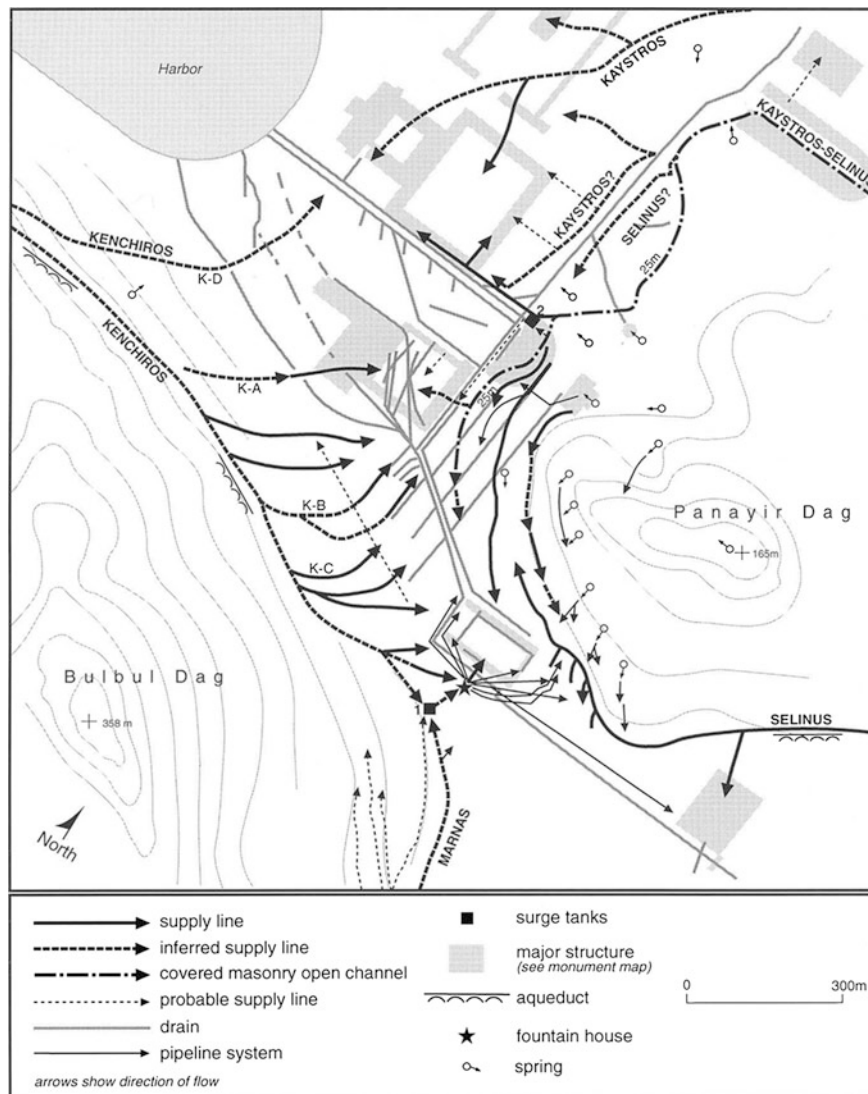 Harbor
KAYSTROS
KAYSTROS-SELINUS
KAYSTROS?
SELINUS?
KENCHIROS
K-D
25m
2
KENCHIROS
K-A
25m
K-B
Panayir Dag
165m
K-C
Bulbul Dag
358 m
1
SELINUS
North
MARNAS
supply line
inferred supply line
covered masonry open channel
probable supply line
drain
pipeline system
arrows show direction of flow
surge tanks
major structure
(see monument map)
aqueduct
fountain house
spring
0 300m